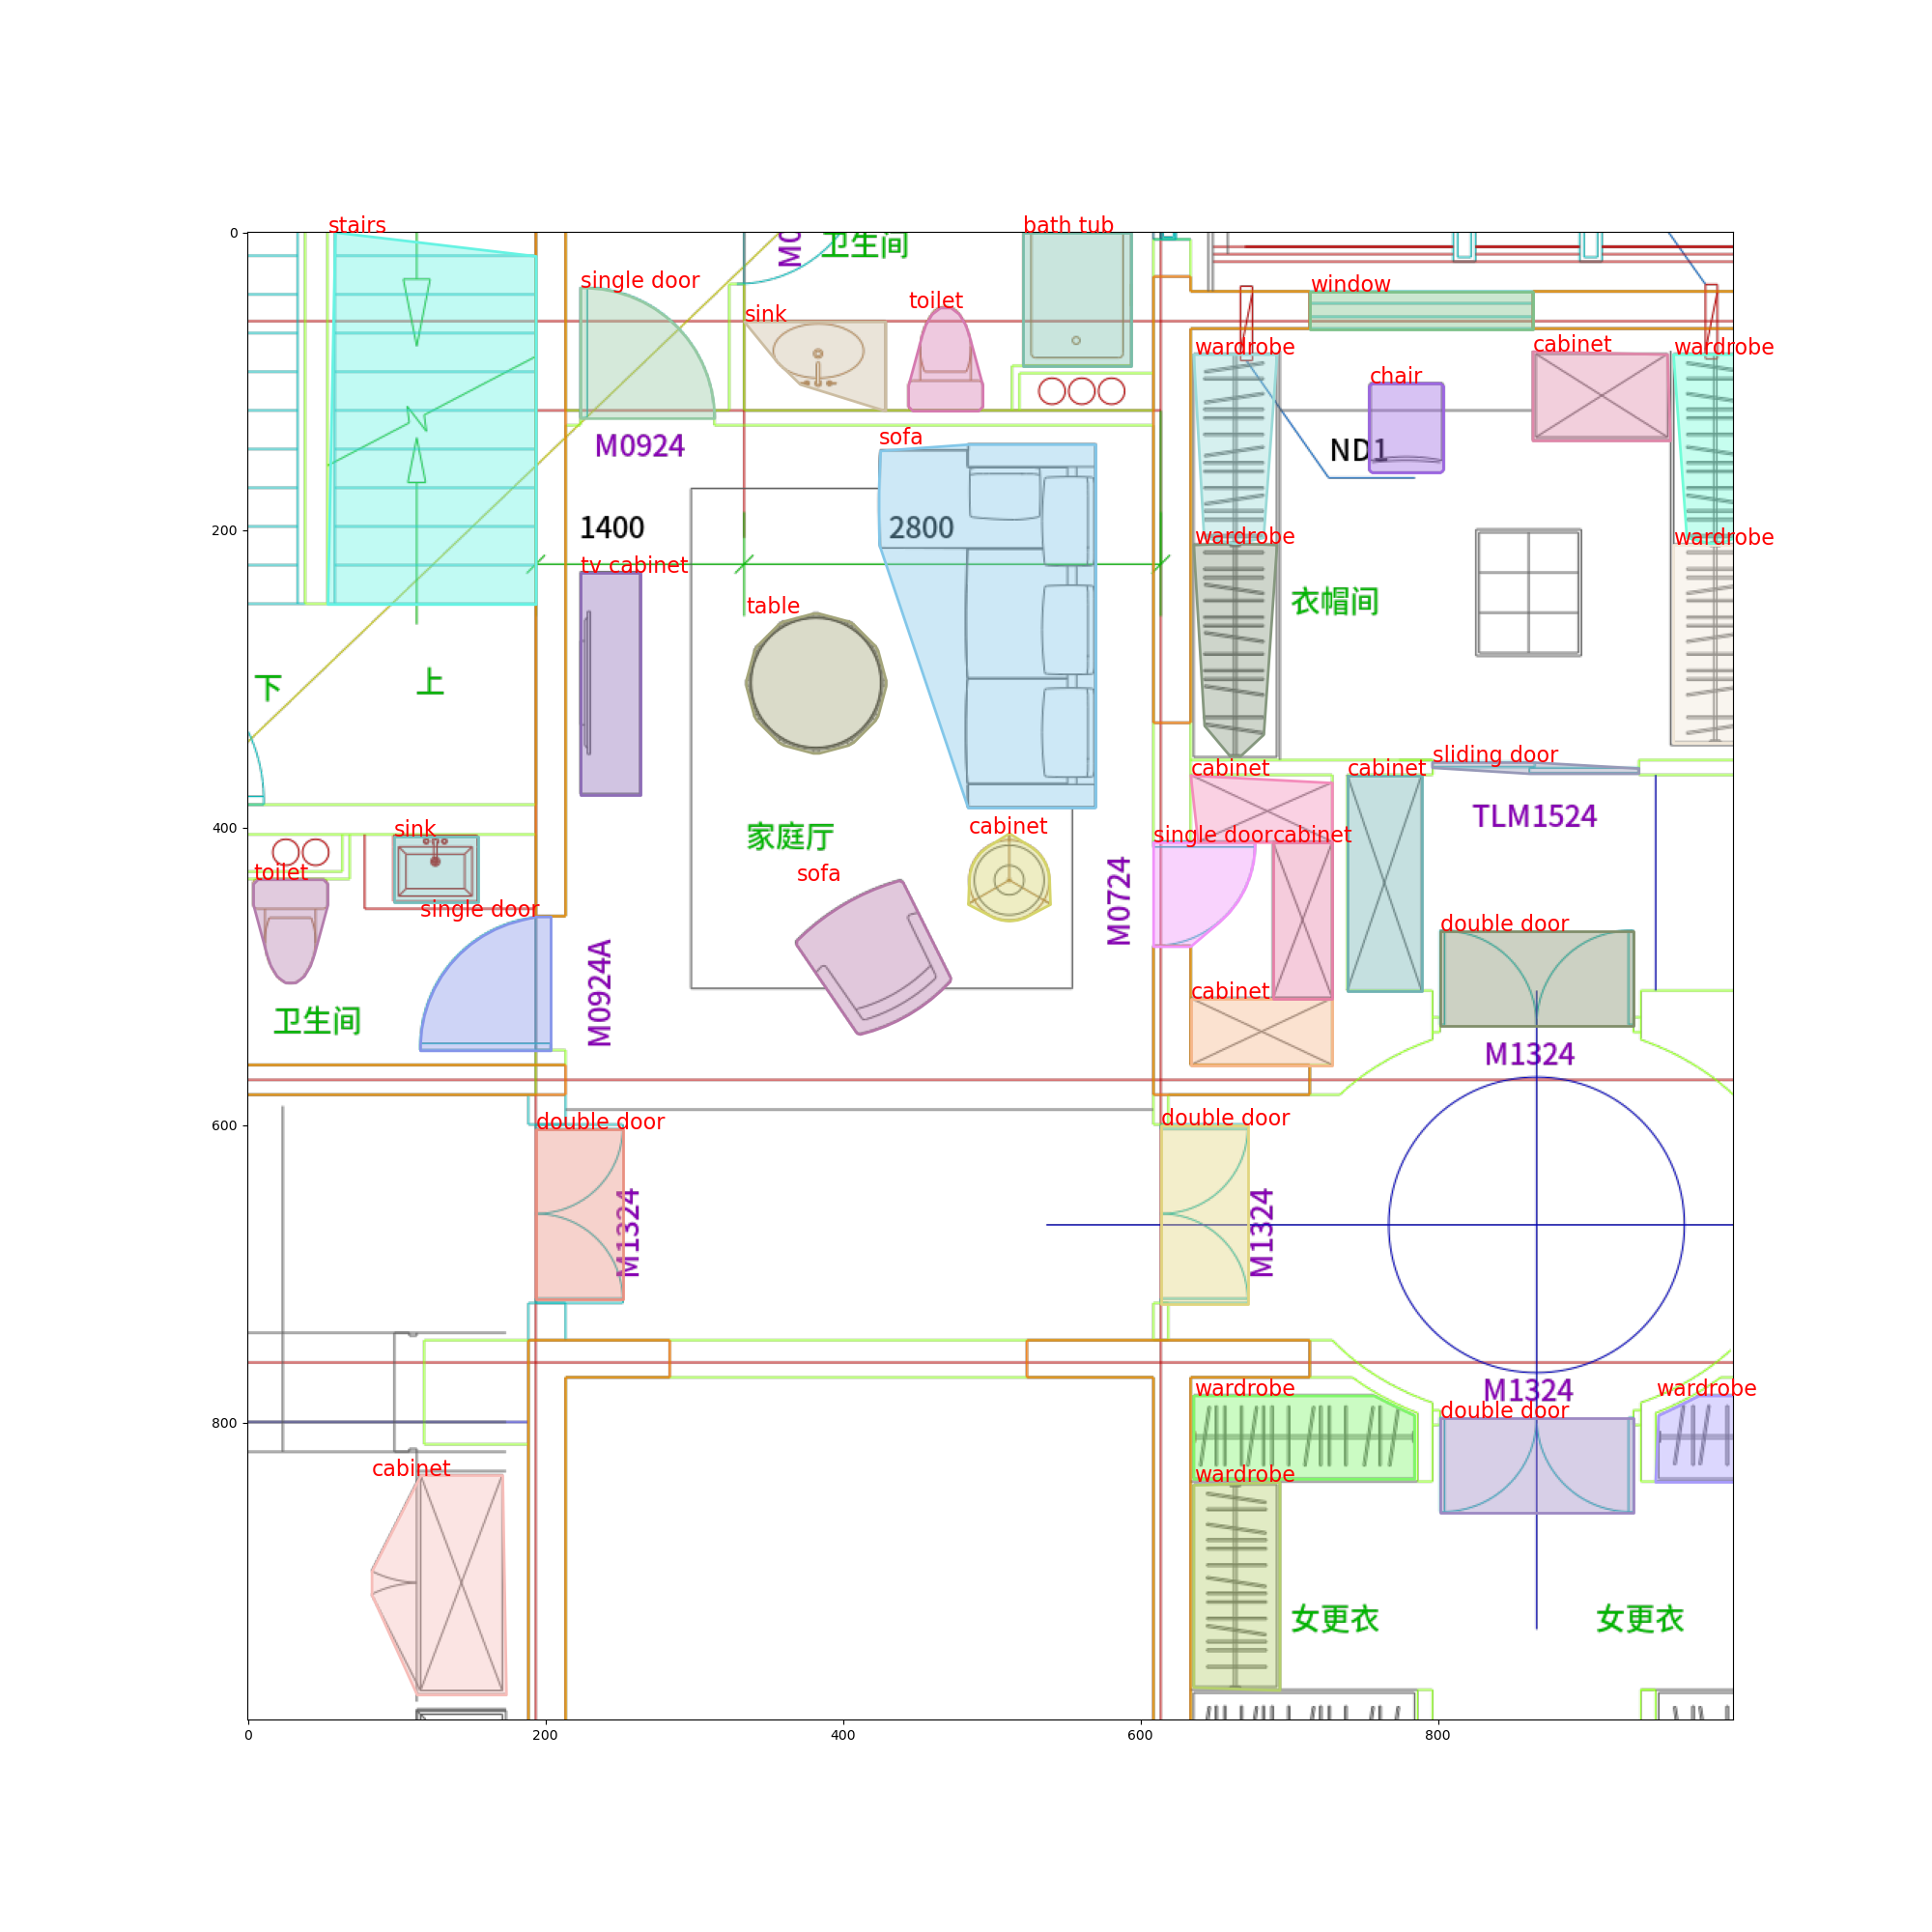 stairs
bath tub
0
M0
卫生间
single door
window
toilet
sink
wardrobe
cabinet
wardrobe
chair
M0924
sofa
ND1
200
1400
2800
wardrobe
wardrobe
tv cabinet
table
衣帽间
下
上
sliding door
cabinet
cabinet
TLM1524
400
sink
家庭厅
cabinet
single door
cabinet
toilet
sofa
M0724
single door
double door
M0924A
cabinet
卫生间
M1324
600
double door
double door
M1324
M1324
wardrobe
M1324
wardrobe
double door
800
cabinet
wardrobe
女更衣
女更衣
0
200
400
600
800